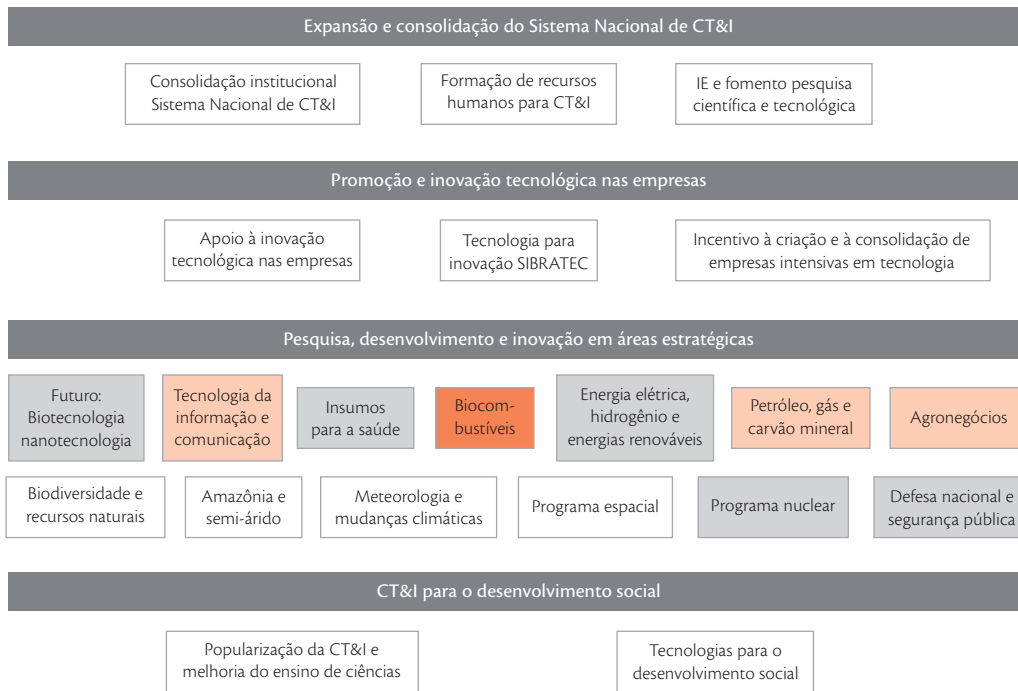 Expansão e consolidação do Sistema Nacional de CT&I
Consolidação institucional
Sistema Nacional de CT&I
Formação de recursos
humanos para CT&I
IE e fomento pesquisa
científica e tecnológica
Promoção e inovação tecnológica nas empresas
Apoio à inovação
tecnológica nas empresas
Tecnologia para
inovação SIBRATEC
Incentivo à criação e à consolidação de
empresas intensivas em tecnologia
Pesquisa, desenvolvimento e inovação em áreas estratégicas
Futuro:
Biotecnologia
nanotecnologia
Tecnologia da
informação e
comunicação
Insumos
para a saúde
Biocom-
bustíveis
Energia elétrica,
hidrogênio e
energias renováveis
Petróleo, gás e
carvão mineral
Agronegócios
Biodiversidade e
recursos naturais
Amazônia e
semi-árido
Meteorologia e
mudanças climáticas
Programa espacial
Programa nuclear
Defesa nacional e
segurança pública
CT&I para o desenvolvimento social
Popularização da CT&I e
melhoria do ensino de ciências
Tecnologias para o
desenvolvimento social